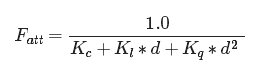 F_att = 1.0 / (K_c + K_l * d + K_q * d^2)